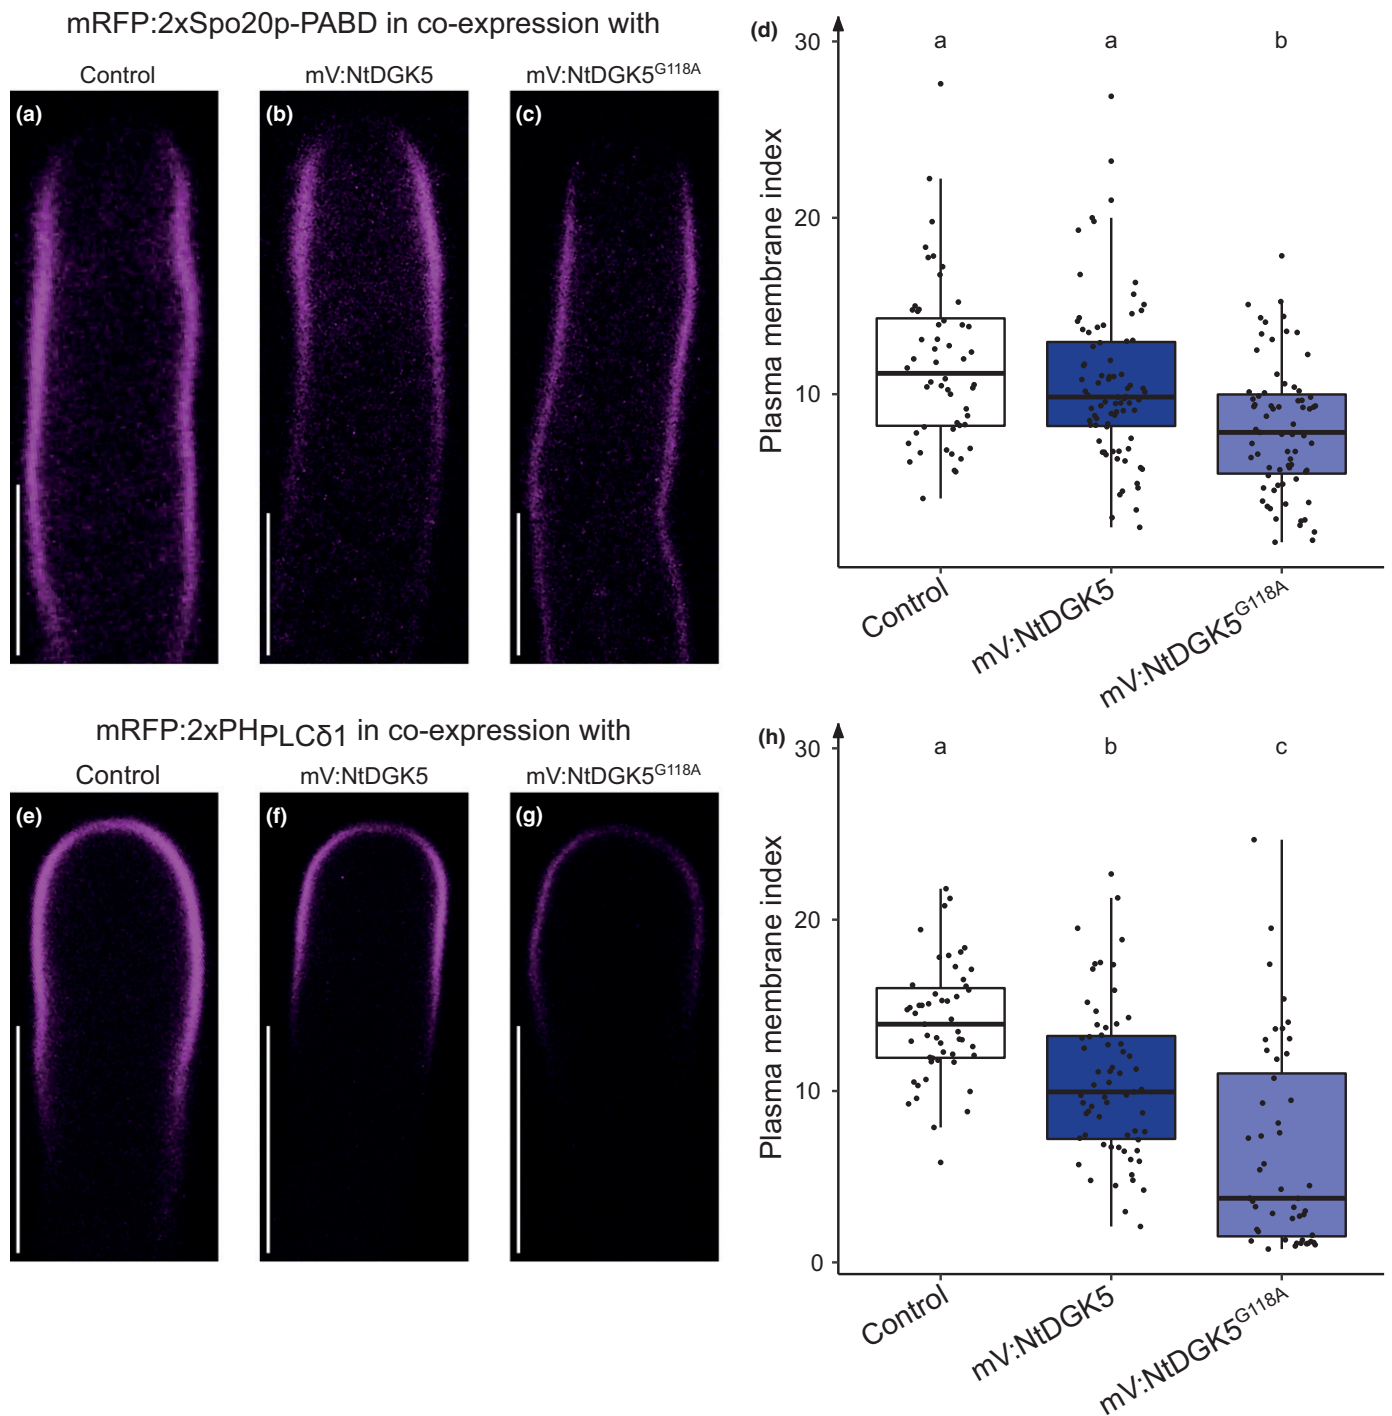 mRFP:2xSpo20p-PABD in co-expression with
Control
mV:NtDGK5
mV:NtDGK5G118A
(a)
(b)
(c)
(d)
30
20
10
Plasma membrane index
a
a
b
Control
mV:NtDGK5
mV:NtDGK5G118A
mRFP:2xPHPLCδ1 in co-expression with
Control
mV:NtDGK5
mV:NtDGK5G118A
(e)
(f)
(g)
(h)
30
20
10
0
Plasma membrane index
a
b
c
Control
mV:NtDGK5
mV:NtDGK5G118A